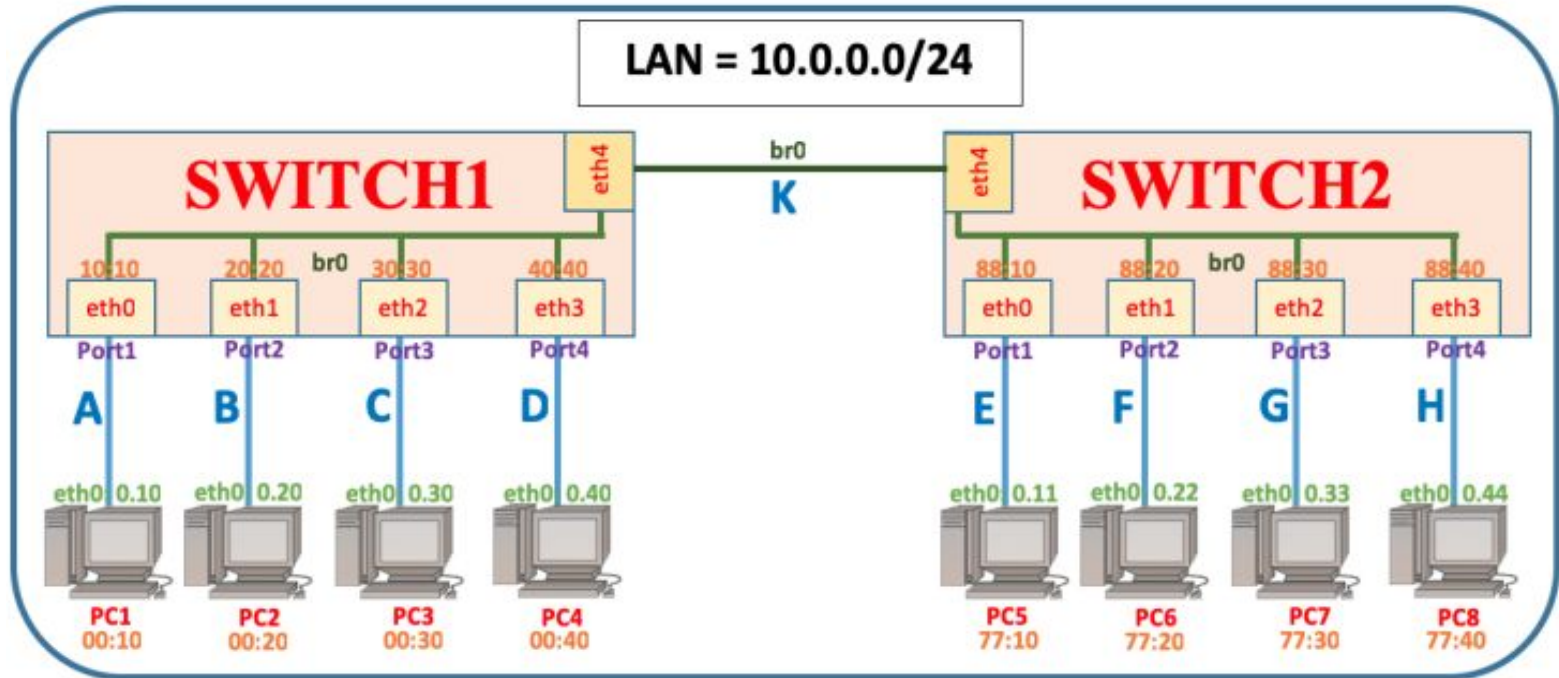 LAN = 10.0.0.0/24
SWITCH1
eth4
br0
K
eth4
SWITCH2
10:10
20:20
br0
30:30
40:40
88:10
88:20
br0
88:30
88:40
eth0
eth1
eth2
eth3
eth0
eth1
eth2
eth3
Port1
Port2
Port3
Port4
Port1
Port2
Port3
Port4
A
B
C
D
E
F
G
H
eth0 0.10
eth0 0.20
eth0 0.30
eth0 0.40
eth0 0.11
eth0 0.22
eth0 0.33
eth0 0.44
PC1
PC2
PC3
PC4
PC5
PC6
PC7
PC8
00:10
00:20
00:30
00:40
77:10
77:20
77:30
77:40